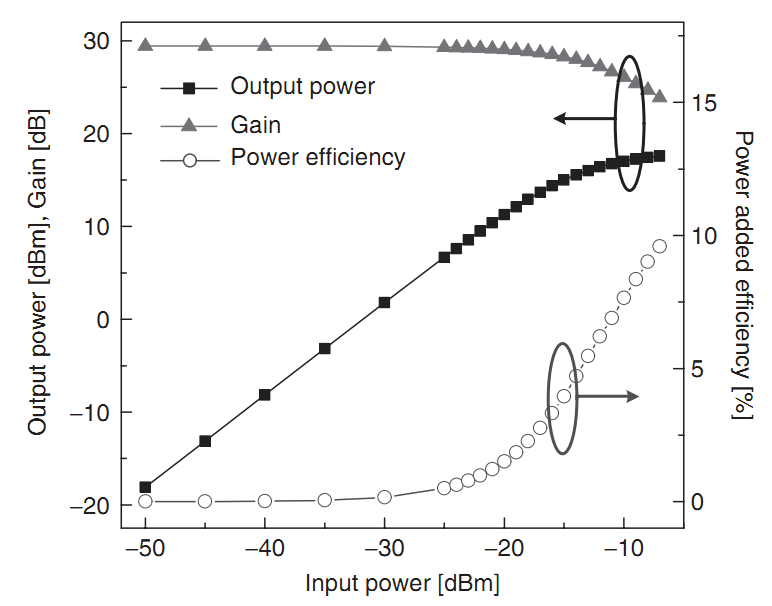 30
20
10
0
−10
−20
Output power [dBm], Gain [dB]
Output power
Gain
Power efficiency
15
10
5
0
Power added efficiency [%]
−50
−40
−30
−20
−10
Input power [dBm]